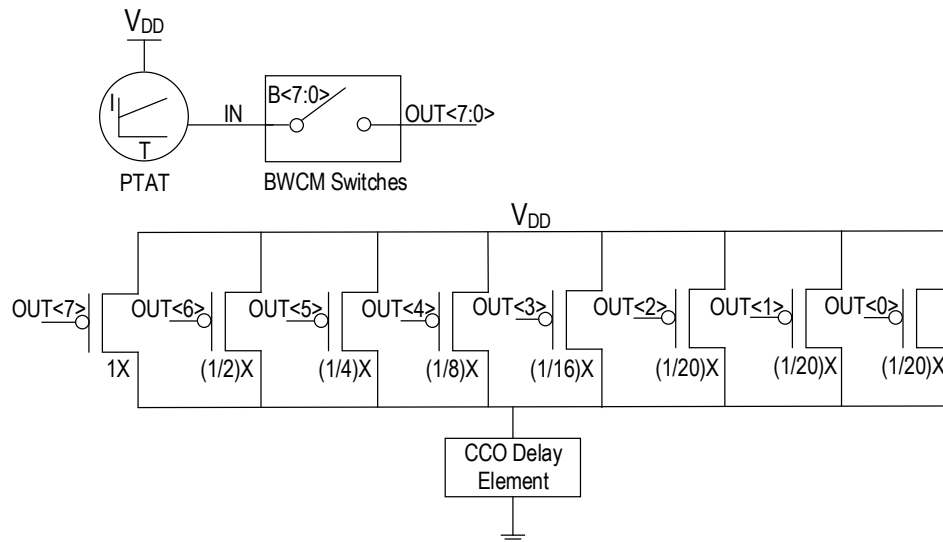 VDD
I
T
PTAT
IN
B<7:0>
OUT<7:0>
BWCM Switches
VDD
OUT<7> OUT<6> OUT<5> OUT<4> OUT<3> OUT<2> OUT<1> OUT<0>
1X (1/2)X (1/4)X (1/8)X (1/16)X (1/20)X (1/20)X (1/20)X
CCO Delay
Element